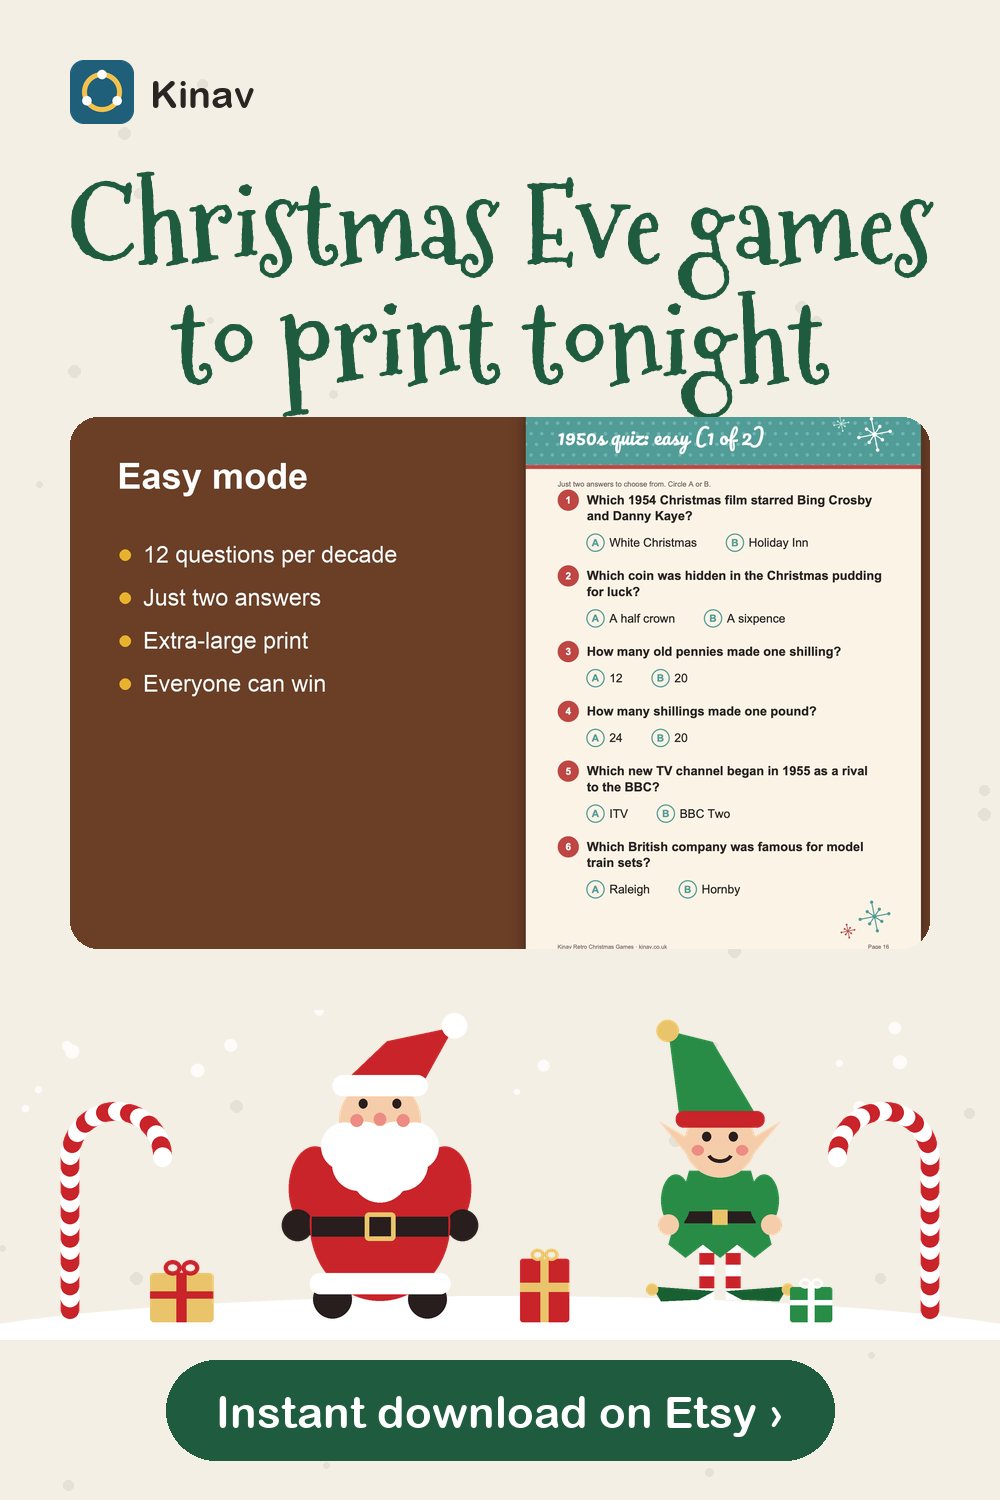 Kinav
Christmas Eve games
to print tonight
Easy mode
12 questions per decade
Just two answers
Extra-large print
Everyone can win
1950s quiz: easy (1 of 2)
Just two answers to choose from. Circle A or B.
1 Which 1954 Christmas film starred Bing Crosby
and Danny Kaye?
A White Christmas B Holiday Inn
2 Which coin was hidden in the Christmas pudding
for luck?
A A half crown B A sixpence
3 How many old pennies made one shilling?
A 12 B 20
4 How many shillings made one pound?
A 24 B 20
5 Which new TV channel began in 1955 as a rival
to the BBC?
A ITV B BBC Two
6 Which British company was famous for model
train sets?
A Raleigh B Hornby
Kinav Retro Christmas Games · kinav.co.uk Page 16
Instant download on Etsy ›